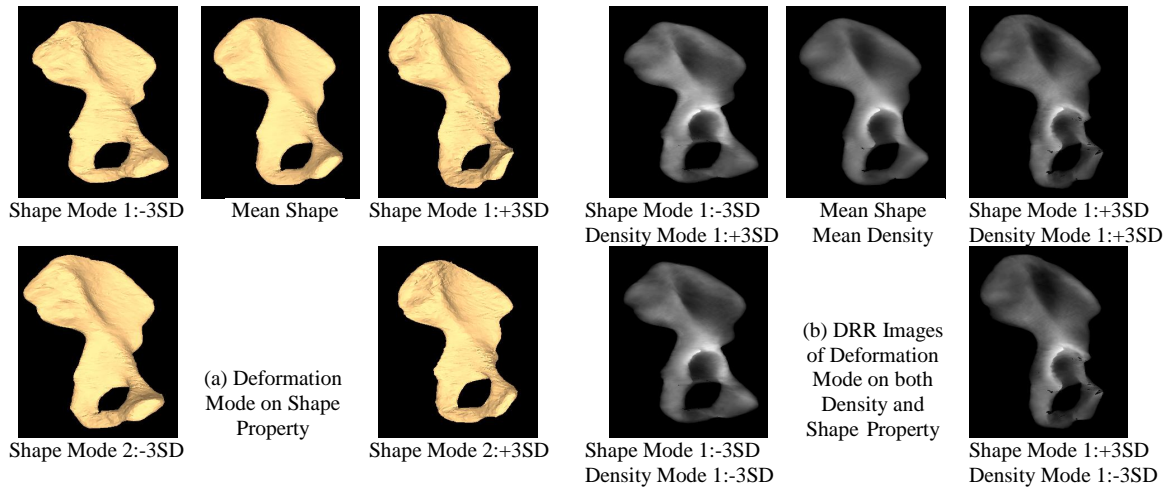 Shape Mode 1:-3SD
Mean Shape
Shape Mode 1:+3SD
Shape Mode 2:-3SD
(a) Deformation
Mode on Shape
Property
Shape Mode 2:+3SD
Shape Mode 1:-3SD
Density Mode 1:+3SD
Mean Shape
Mean Density
Shape Mode 1:+3SD
Density Mode 1:+3SD
Shape Mode 1:-3SD
Density Mode 1:-3SD
(b) DRR Images
of Deformation
Mode on both
Density and
Shape Property
Shape Mode 1:+3SD
Density Mode 1:-3SD